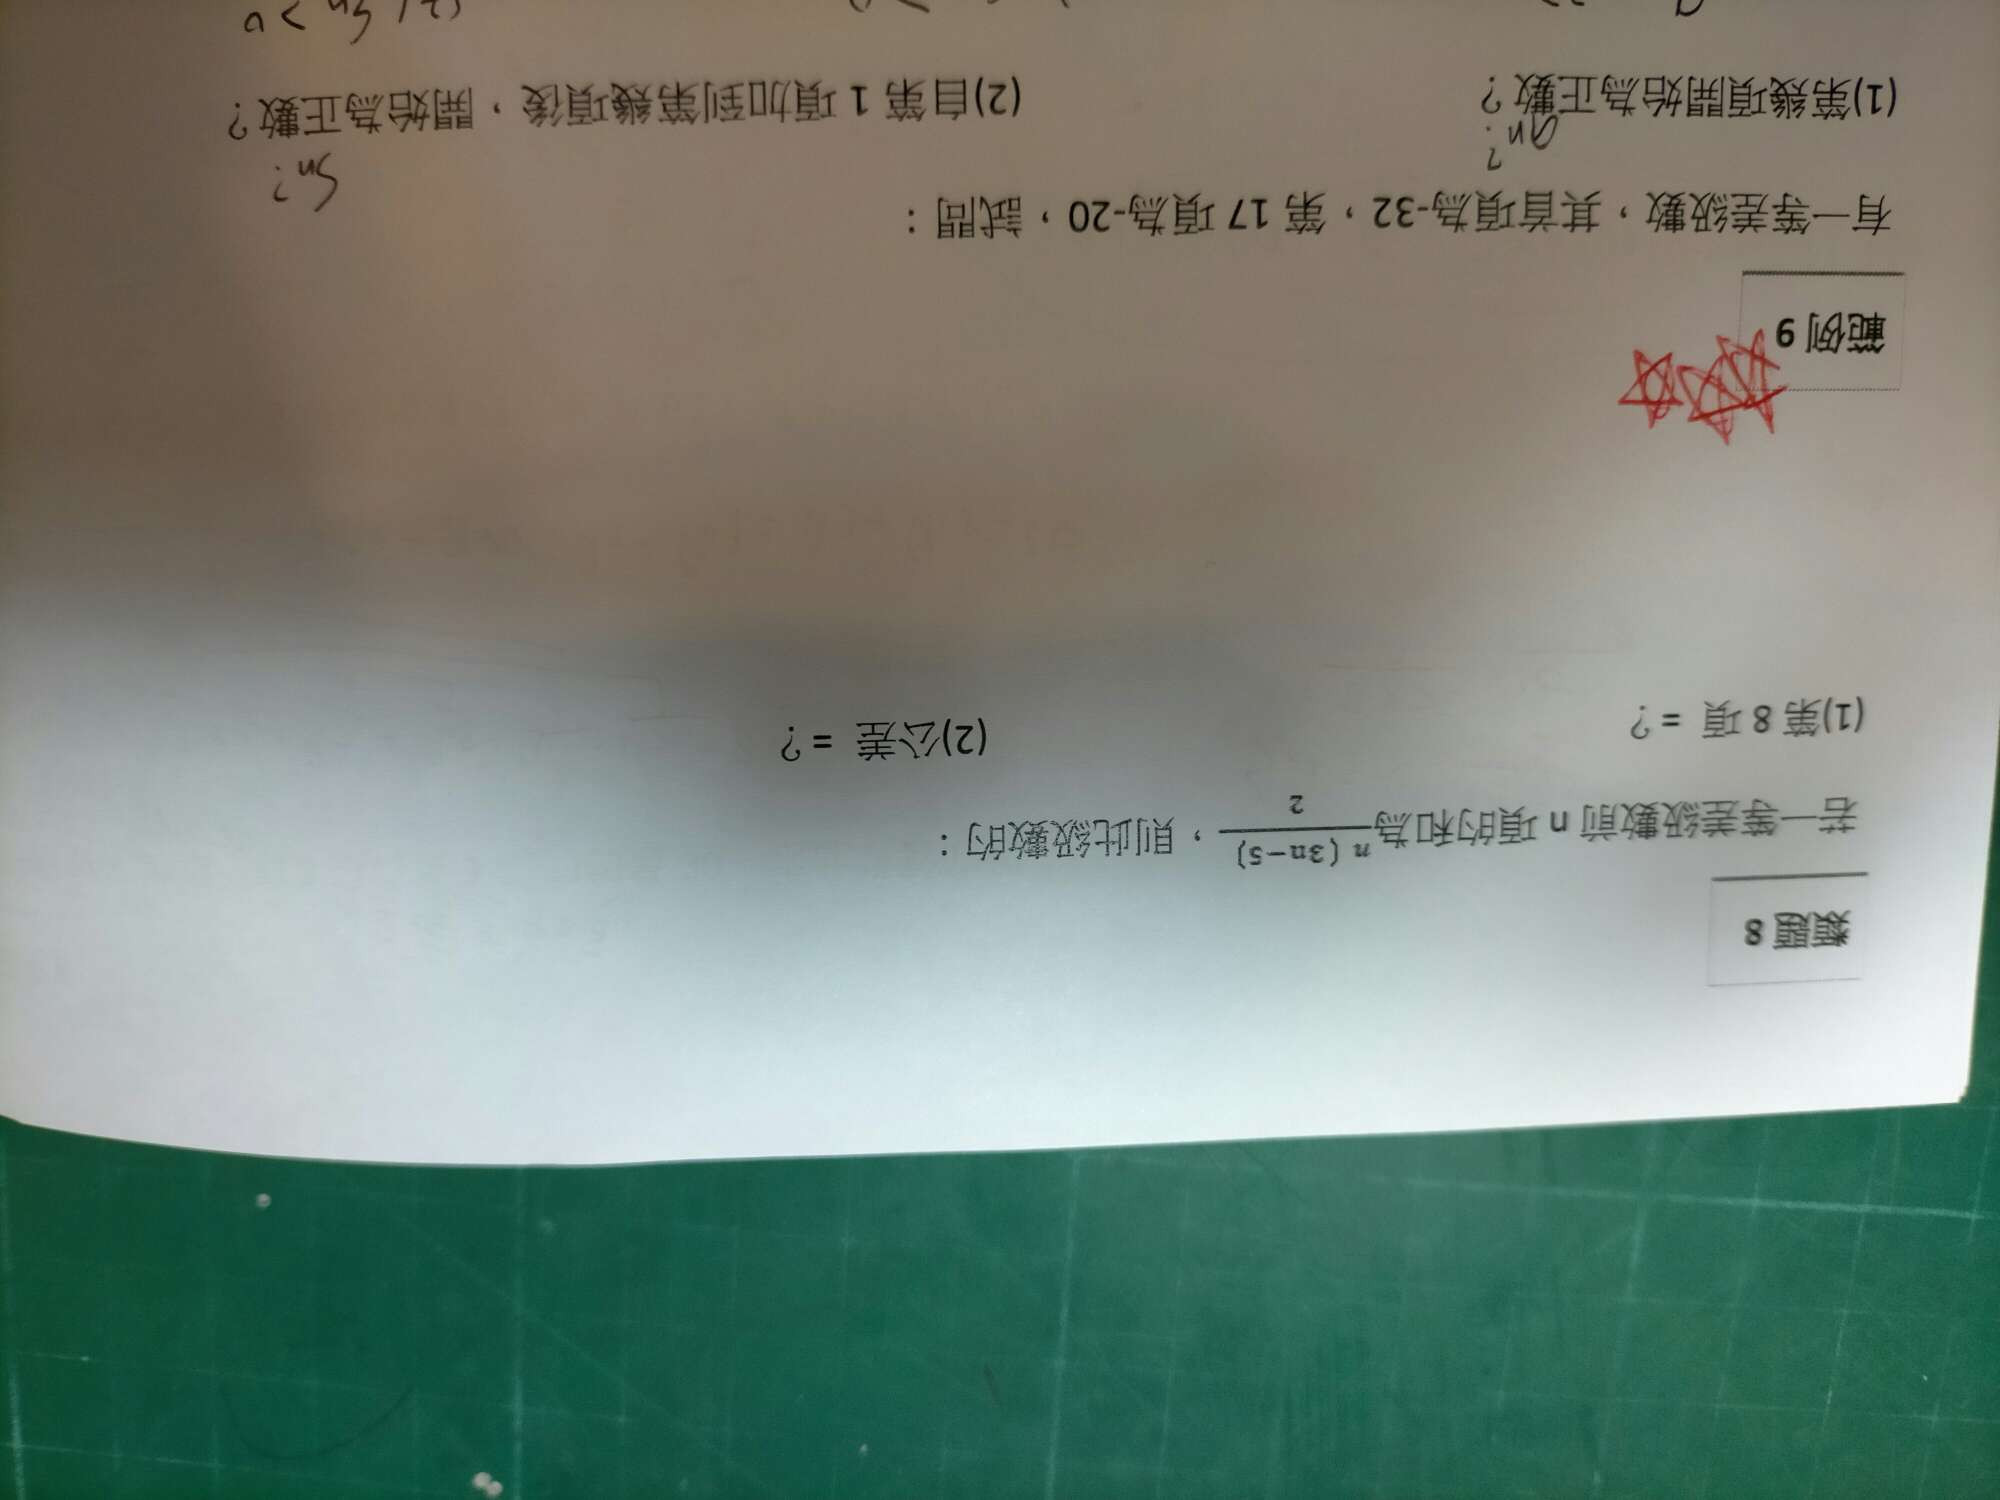 類題 8
若一等差級數前 n 項的和為 n(3n−5)/2，則此級數的：
(1)第 8 項 =？ (2)公差 =？
範例 9
有一等差級數，其首項為-32，第 17 項為-20，試問：
an? Sn?
(1)第幾項開始為正數？ (2)自第 1 項加到第幾項後，開始為正數？